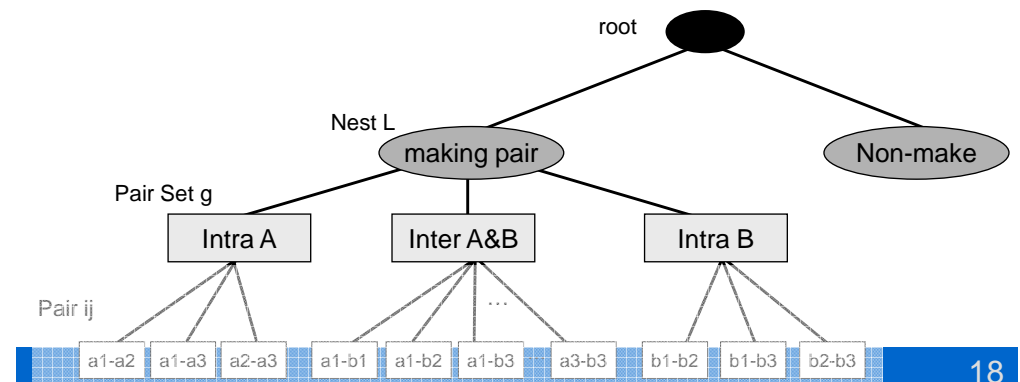 root
Nest L
making pair
Non-make
Pair Set g
Intra A
Inter A&B
Intra B
Pair ij
...
a1-a2 a1-a3 a2-a3 a1-b1 a1-b2 a1-b3 a3-b3 b1-b2 b1-b3 b2-b3
18